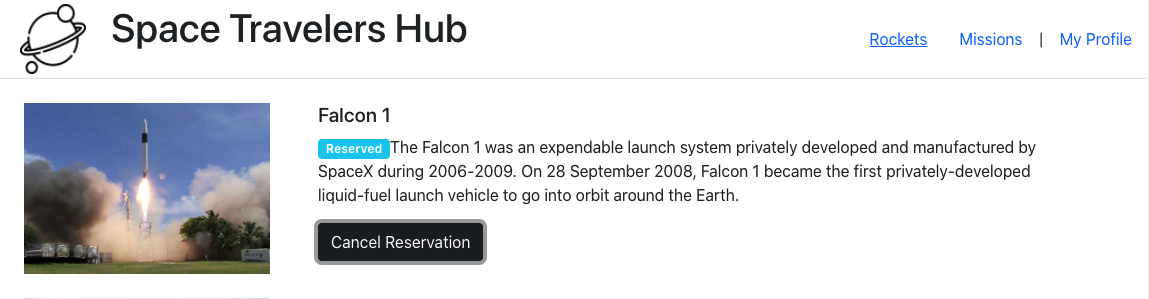 Space Travelers Hub
Rockets Missions | My Profile
Falcon 1
Reserved The Falcon 1 was an expendable launch system privately developed and manufactured by
SpaceX during 2006-2009. On 28 September 2008, Falcon 1 became the first privately-developed
liquid-fuel launch vehicle to go into orbit around the Earth.
Cancel Reservation